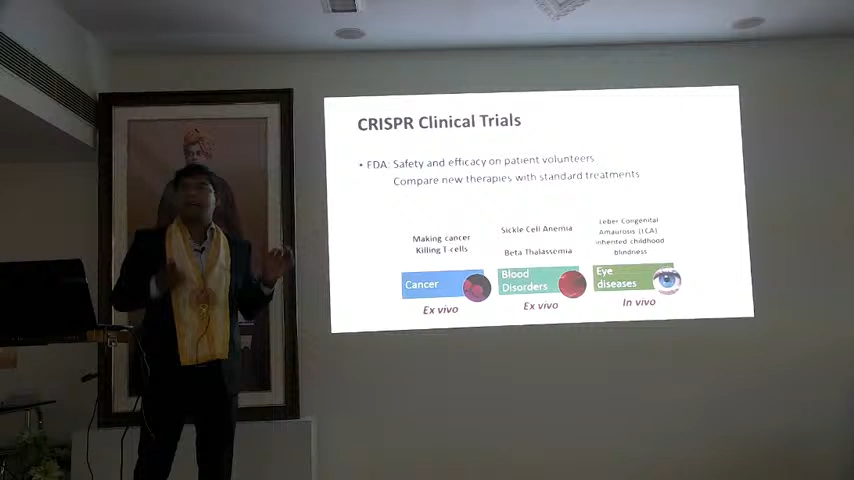 CRISPR Clinical Trials
• FDA: Safety and efficacy on patient volunteers
Compare new therapies with standard treatments
Making cancer
Killing T-cells
Cancer
Ex vivo
Sickle Cell Anemia
Beta Thalassemia
Blood
Disorders
Ex vivo
Leber Congenital
Amaurosis (LCA)
inherited childhood
blindness
Eye
diseases
In vivo